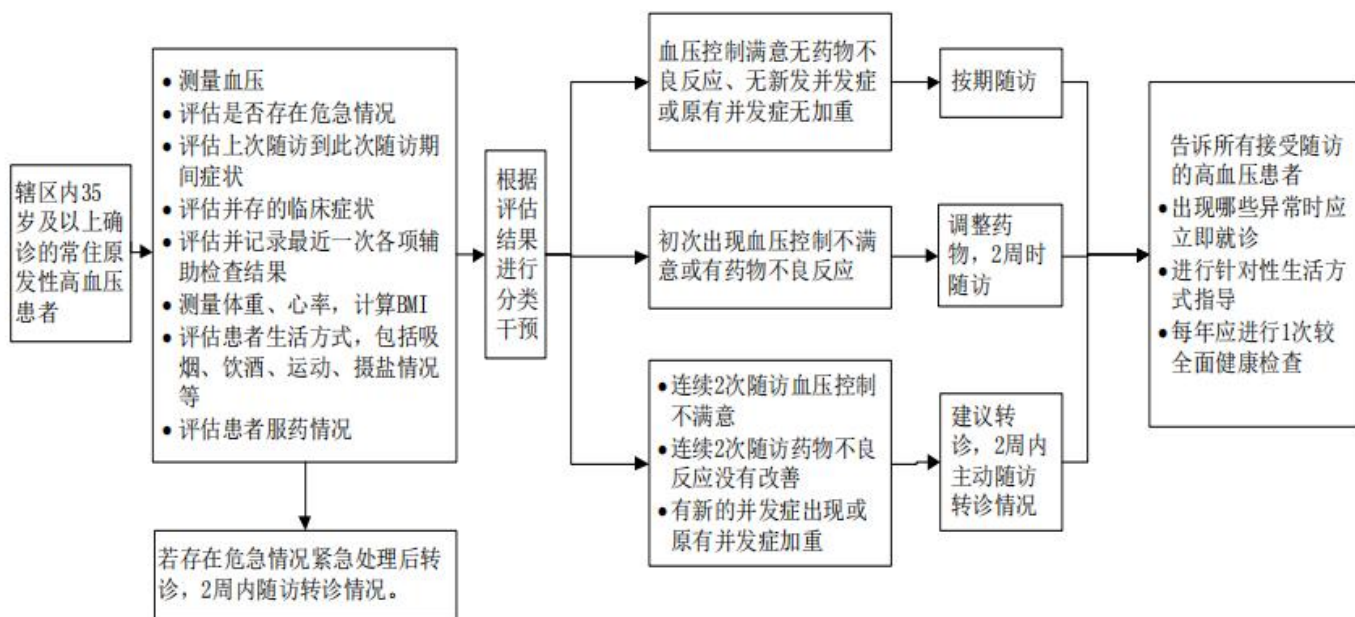 辖区内35
岁及以上确
诊的常住原
发性高血压
患者
● 测量血压
● 评估是否存在危急情况
● 评估上次随访到此次随访期
间症状
● 评估并存的临床症状
● 评估并记录最近一次各项辅
助检查结果
● 测量体重、心率，计算BMI
● 评估患者生活方式，包括吸
烟、饮酒、运动、摄盐情况
等
● 评估患者服药情况
若存在危急情况紧急处理后转
诊，2周内随访转诊情况。
根据
评估
结果
进行
分类
干预
血压控制满意无药物不
良反应、无新发并发症
或原有并发症无加重
按期随访
初次出现血压控制不满
意或有药物不良反应
调整药
物，2周时
随访
●连续2次随访血压控制
不满意
●连续2次随访药物不良
反应没有改善
●有新的并发症出现或
原有并发症加重
建议转
诊，2周内
主动随访
转诊情况
告诉所有接受随访
的高血压患者
●出现哪些异常时应
立即就诊
●进行针对性生活方
式指导
●每年应进行1次较
全面健康检查